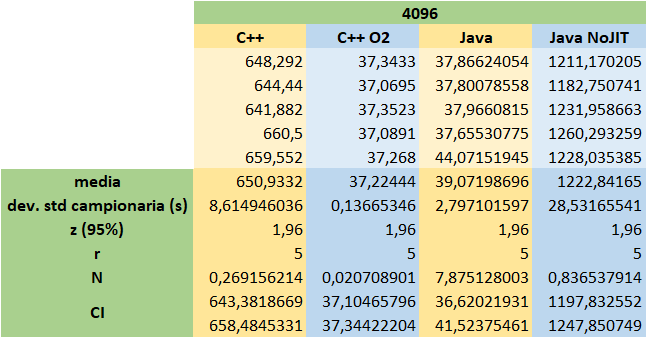 4096
C++ C++ O2 Java Java NoJIT
648,292 37,3433 37,86624054 1211,170205
644,44 37,0695 37,80078558 1182,750741
641,882 37,3523 37,9660815 1231,958663
660,5 37,0891 37,65530775 1260,293259
659,552 37,268 44,07151945 1228,035385
media 650,9332 37,22444 39,07198696 1222,84165
dev. std campionaria (s) 8,614946036 0,13665346 2,797101597 28,53165541
z (95%) 1,96 1,96 1,96 1,96
r 5 5 5 5
N 0,269156214 0,020708901 7,875128003 0,836537914
CI 643,3818669 37,10465796 36,62021931 1197,832552
658,4845331 37,34422204 41,52375461 1247,850749